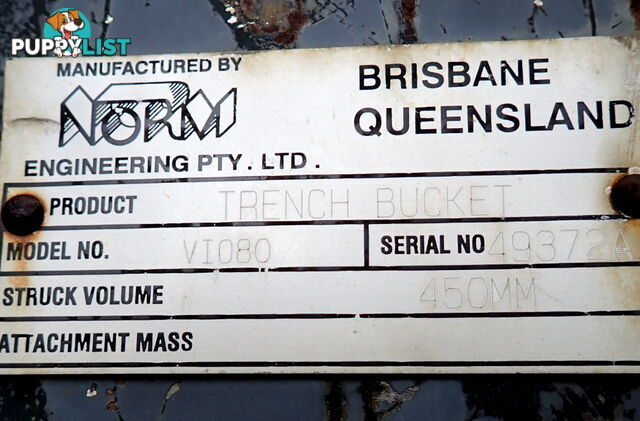 PUPPYLIST
MANUFACTURED BY
NORM
ENGINEERING PTY. LTD.
BRISBANE
QUEENSLAND
PRODUCT TRENCH BUCKET
MODEL NO. VI080 SERIAL NO 49372A
STRUCK VOLUME 450MM
ATTACHMENT MASS